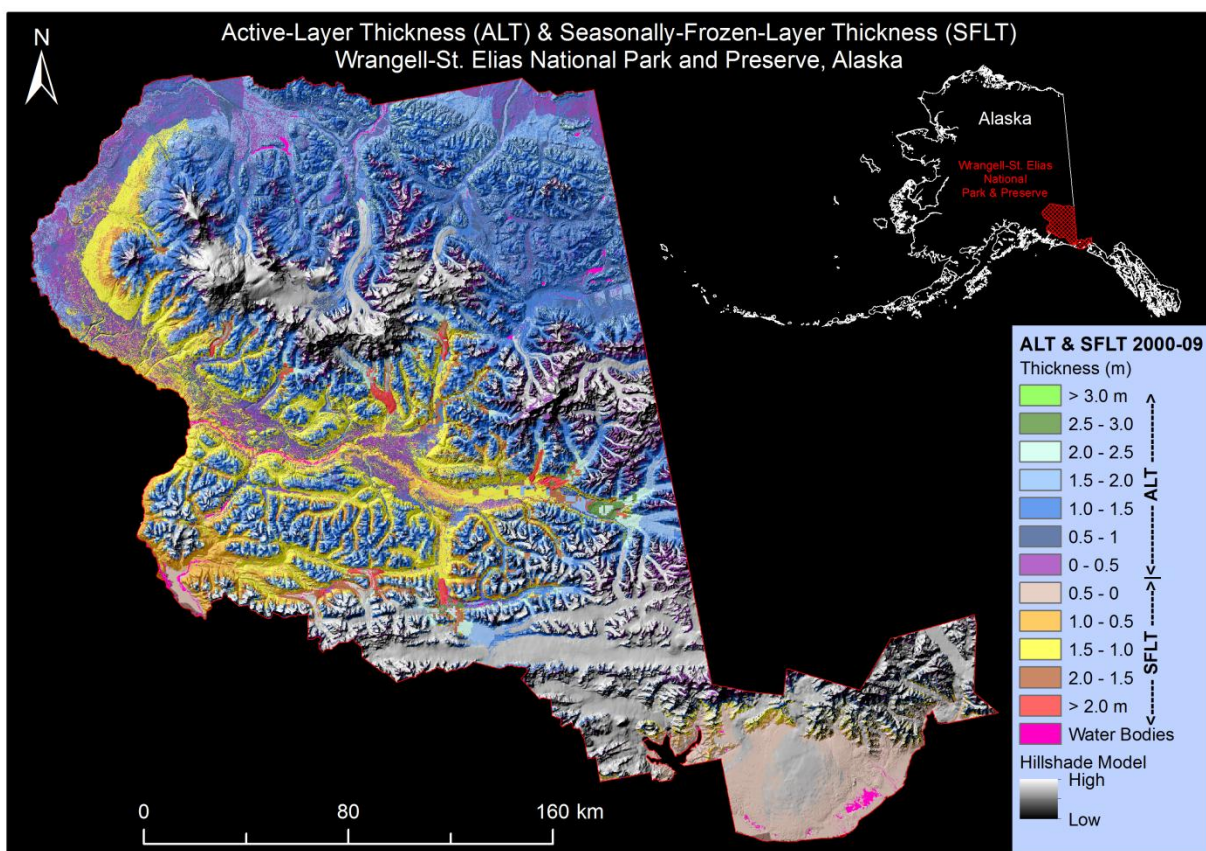 Active-Layer Thickness (ALT) & Seasonally-Frozen-Layer Thickness (SFLT)
Wrangell-St. Elias National Park and Preserve, Alaska
N
Alaska
Wrangell-St. Elias
National
Park & Preserve
ALT & SFLT 2000-09
Thickness (m)
> 3.0 m
2.5 - 3.0
2.0 - 2.5
1.5 - 2.0
1.0 - 1.5
0.5 - 1
0 - 0.5
0.5 - 0
1.0 - 0.5
1.5 - 1.0
2.0 - 1.5
> 2.0 m
ALT
SFLT
Water Bodies
Hillshade Model
High
Low
0 80 160 km